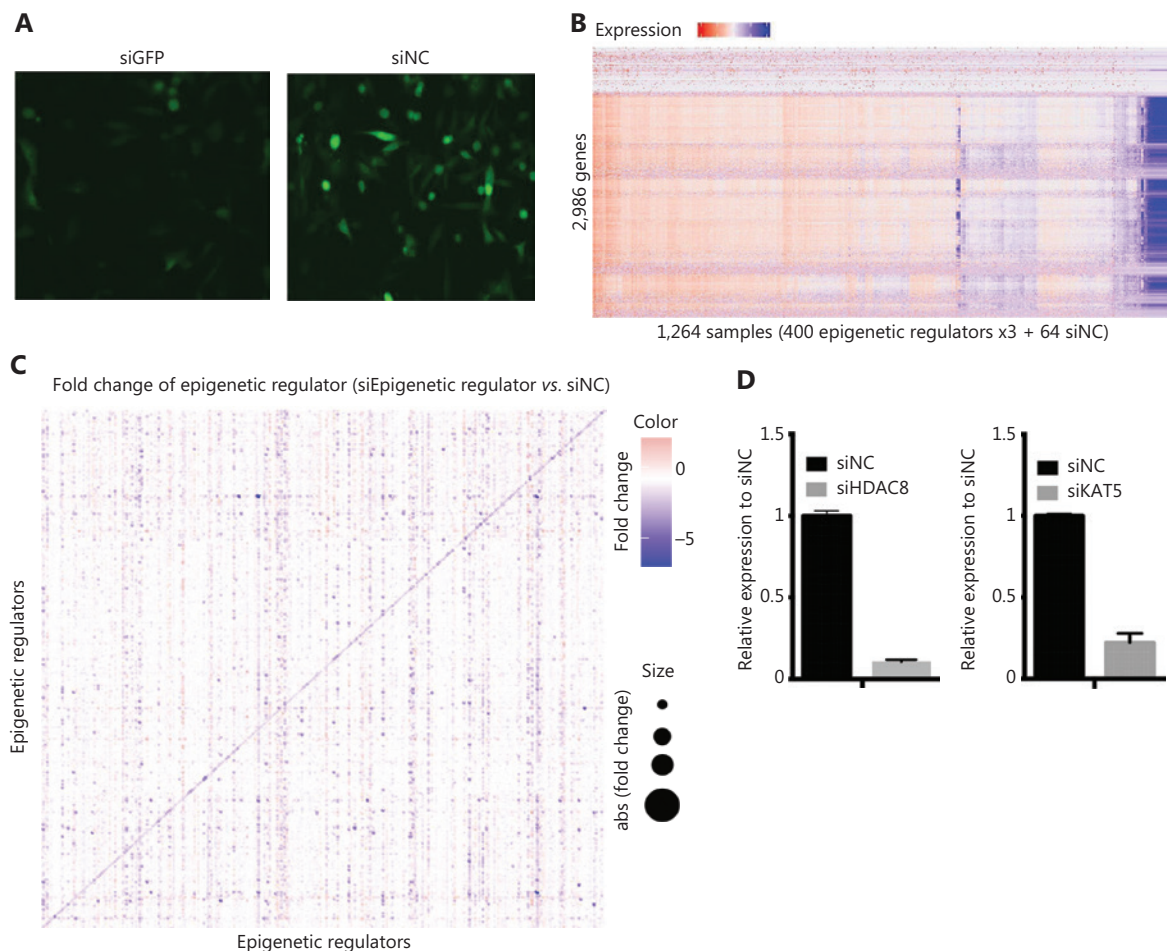 A
siGFP
siNC
B
Expression
2,986 genes
1,264 samples (400 epigenetic regulators x3 + 64 siNC)
C
Fold change of epigenetic regulator (siEpigenetic regulator vs. siNC)
Epigenetic regulators
Epigenetic regulators
Color
Fold change
0
−5
Size
abs (fold change)
D
Relative expression to siNC
1.5
1
0.5
0
siNC
siHDAC8
Relative expression to siNC
1.5
1
0.5
0
siNC
siKAT5